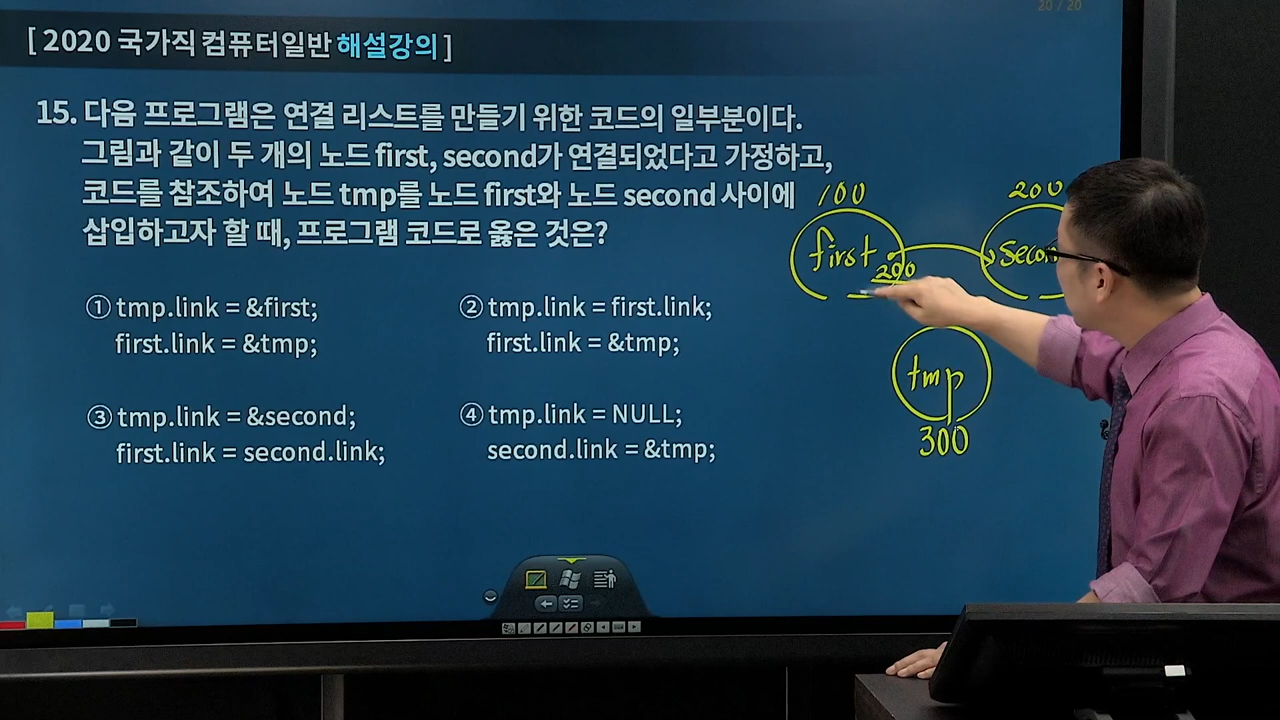 20 / 20
[ 2020 국가직 컴퓨터일반 해설강의 ]
15. 다음 프로그램은 연결 리스트를 만들기 위한 코드의 일부분이다.
그림과 같이 두 개의 노드 first, second가 연결되었다고 가정하고,
코드를 참조하여 노드 tmp를 노드 first와 노드 second 사이에
삽입하고자 할 때, 프로그램 코드로 옳은 것은?
① tmp.link = &first;
first.link = &tmp;
② tmp.link = first.link;
first.link = &tmp;
③ tmp.link = &second;
first.link = second.link;
④ tmp.link = NULL;
second.link = &tmp;
100
200
first
200
secon
tmp
300